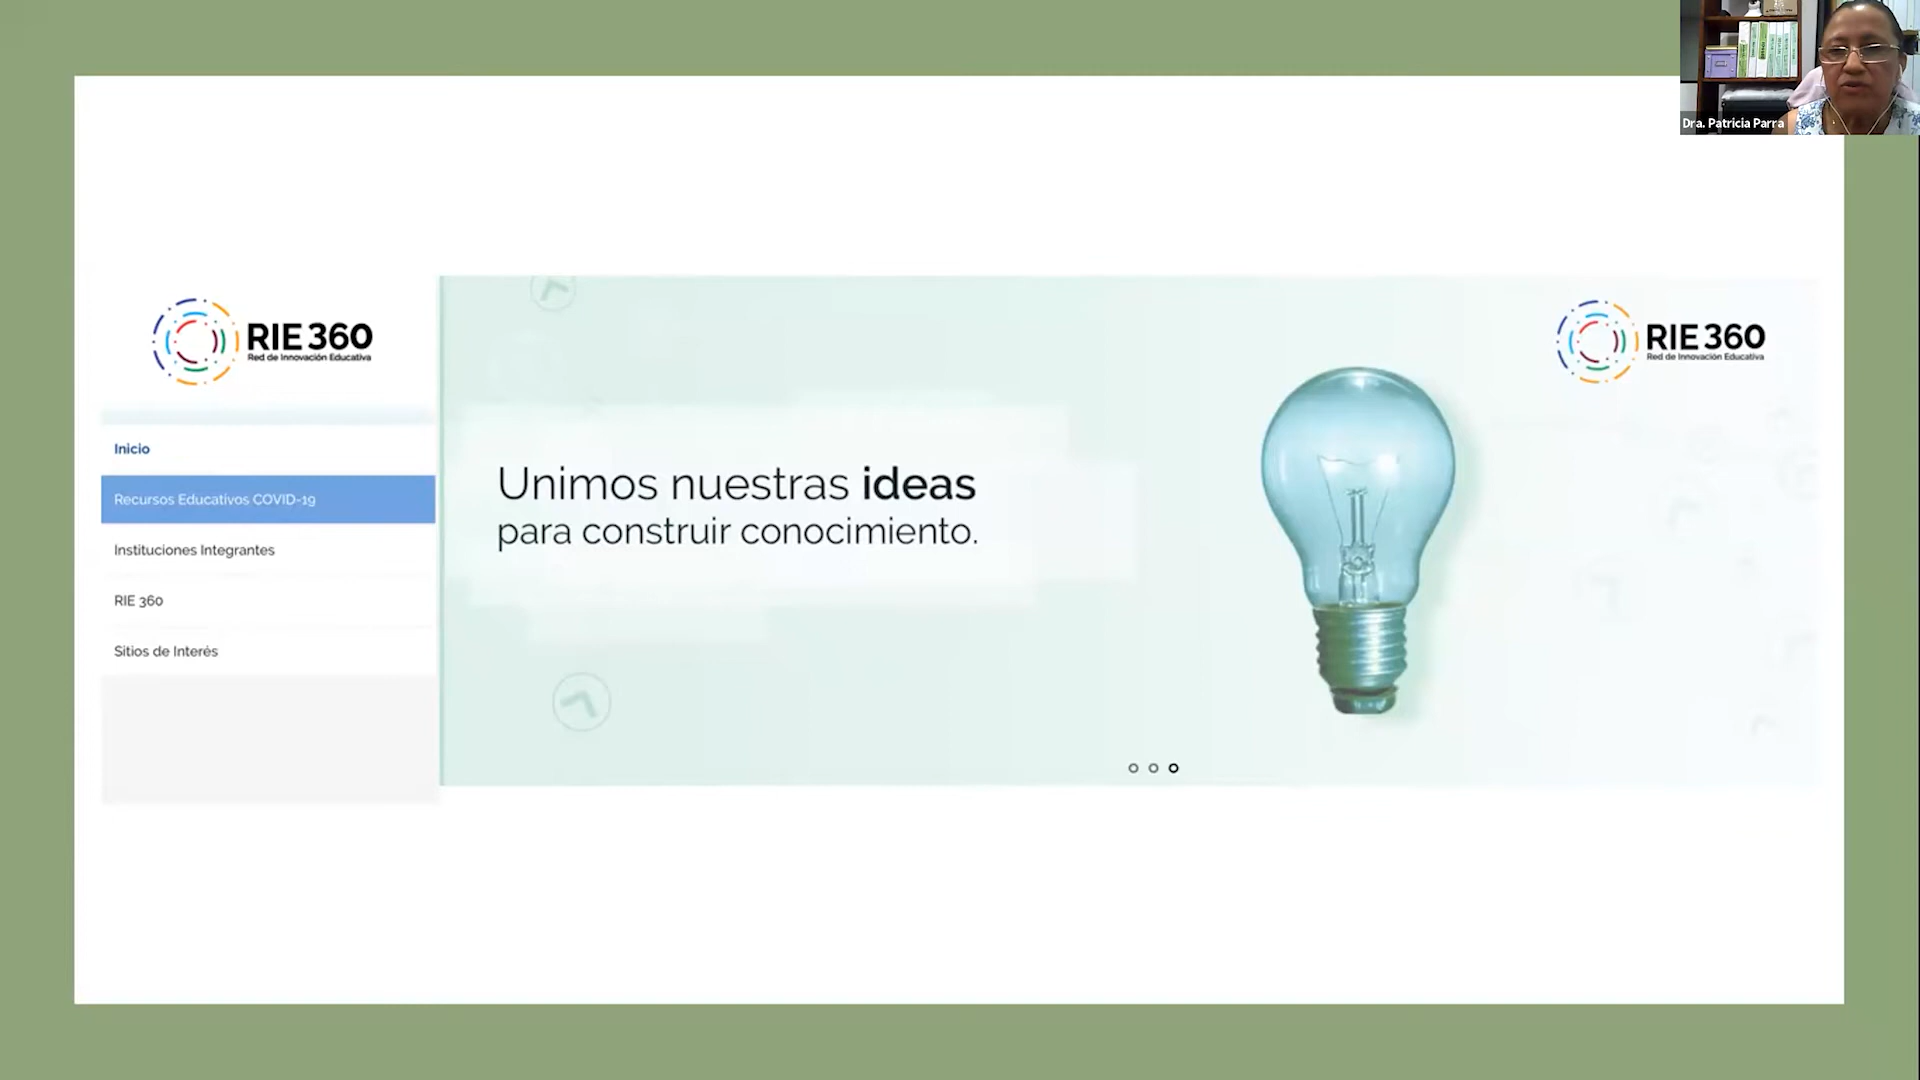 Dra. Patricia Parra
RIE 360
Red de Innovación Educativa
Inicio
Recursos Educativos COVID-19
Instituciones Integrantes
RIE 360
Sitios de Interés
Unimos nuestras ideas
para construir conocimiento.
RIE 360
Red de Innovación Educativa